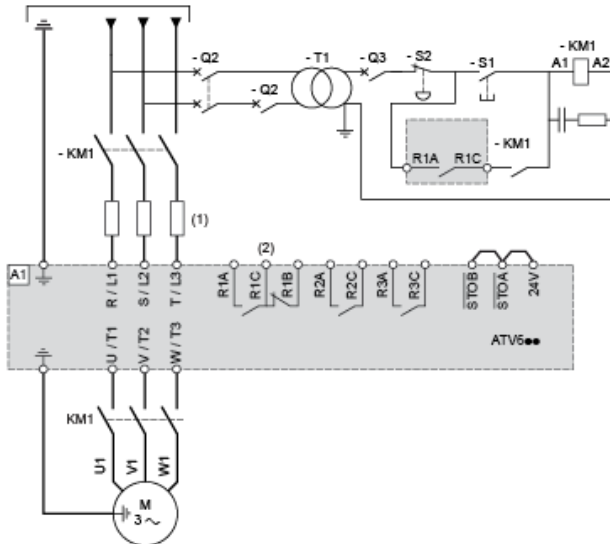 - Q2
- T1
- Q3
- S2
- S1
- KM1
A1
A2
- Q2
- KM1
R1A
R1C
- KM1
(1)
(2)
A1
R / L1
S / L2
T / L3
R1A
R1C
R1B
R2A
R2C
R3A
R3C
STOB
STOA
24V
U / T1
V / T2
W / T3
ATV6●●
KM1
U1
V1
W1
M
3 ~